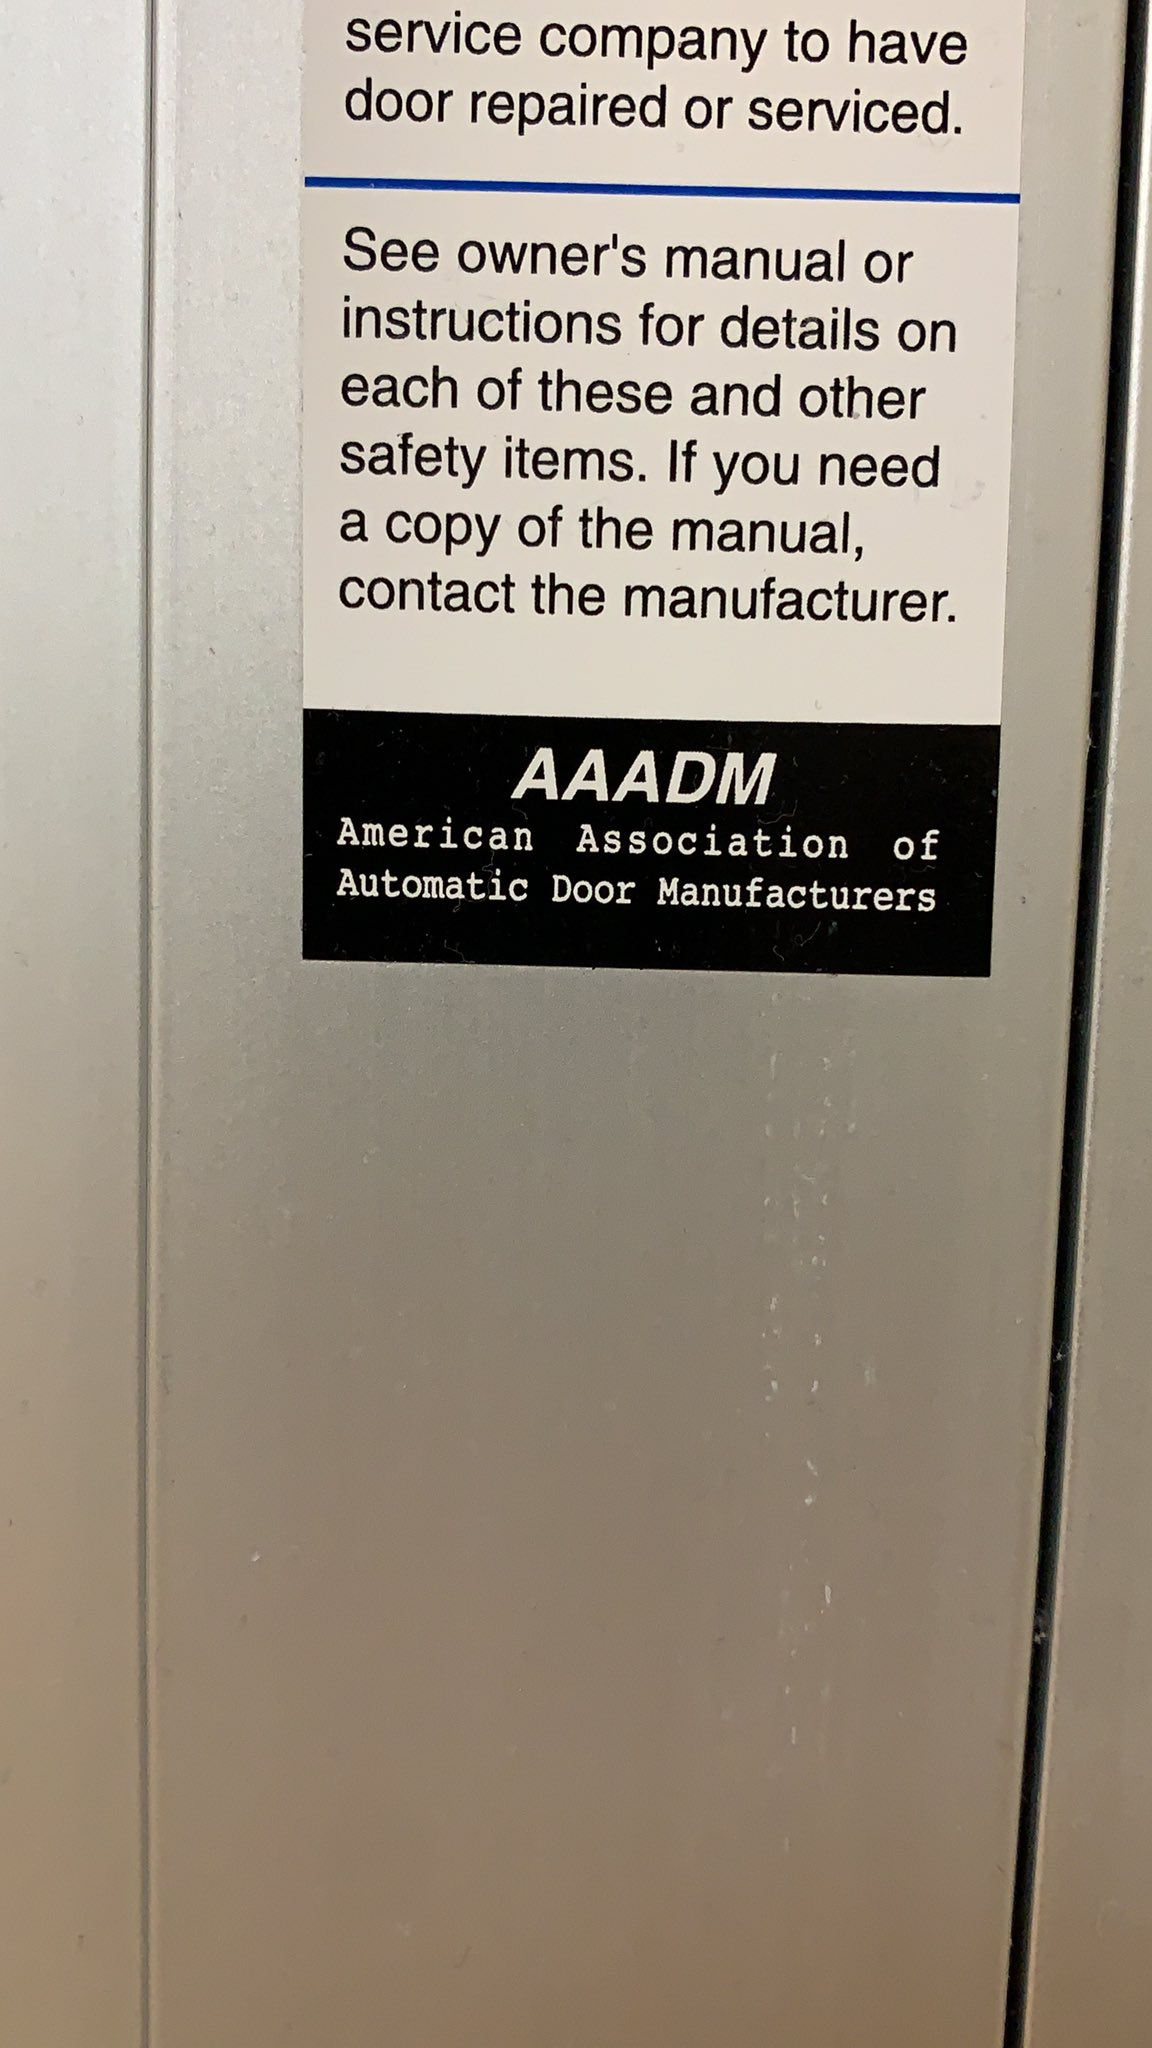 service company to have
door repaired or serviced.
See owner's manual or
instructions for details on
each of these and other
safety items. If you need
a copy of the manual,
contact the manufacturer.
AAADM
American Association of
Automatic Door Manufacturers